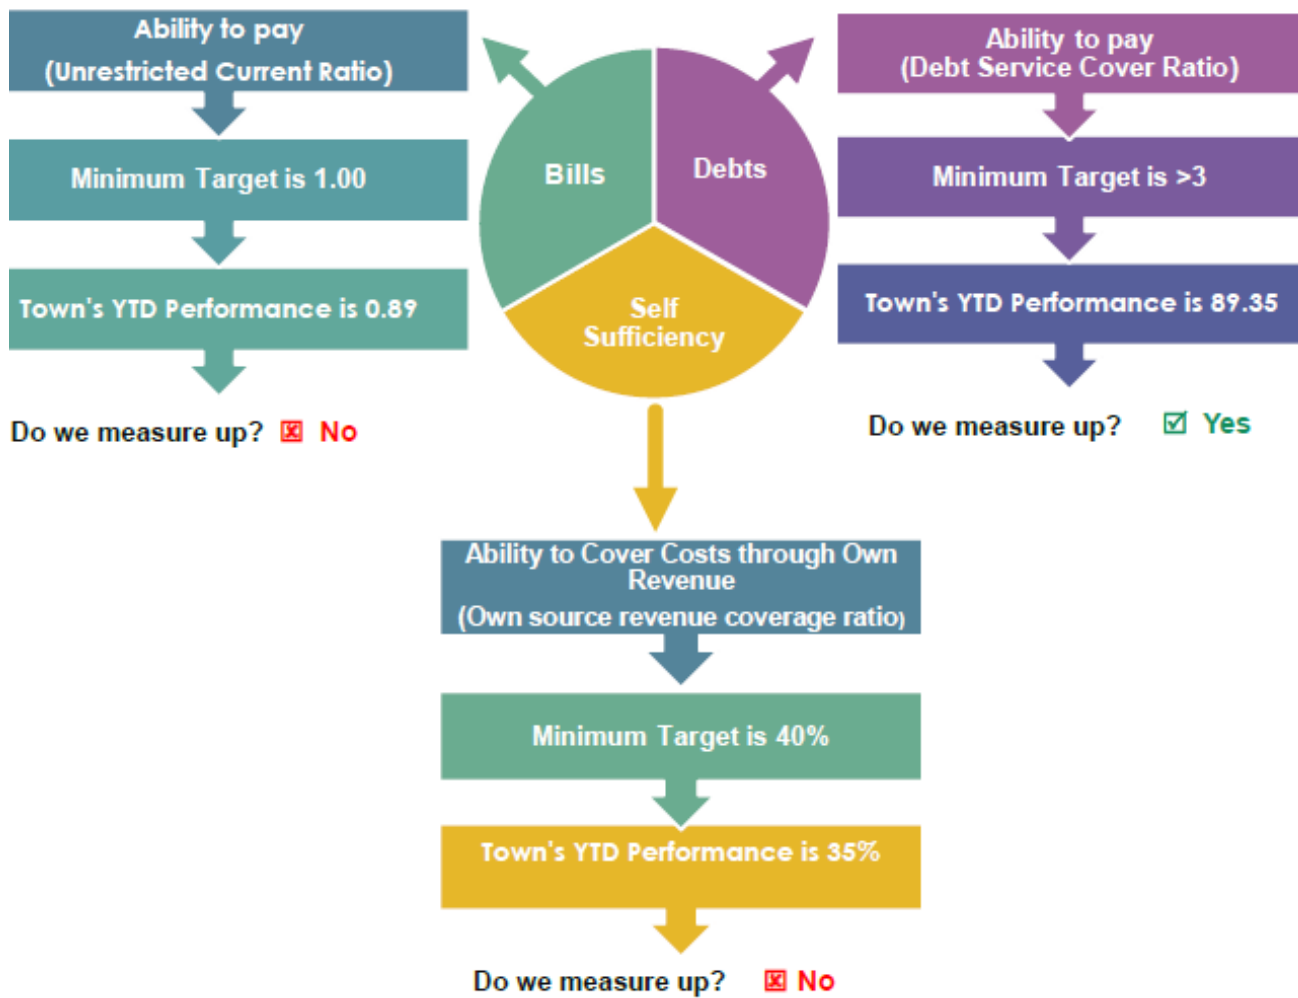 Ability to pay
(Unrestricted Current Ratio)
Minimum Target is 1.00
Town's YTD Performance is 0.89
Do we measure up? ☒ No
Bills
Debts
Self
Sufficiency
Ability to pay
(Debt Service Cover Ratio)
Minimum Target is >3
Town's YTD Performance is 89.35
Do we measure up? ☑ Yes
Ability to Cover Costs through Own
Revenue
(Own source revenue coverage ratio)
Minimum Target is 40%
Town's YTD Performance is 35%
Do we measure up? ☒ No